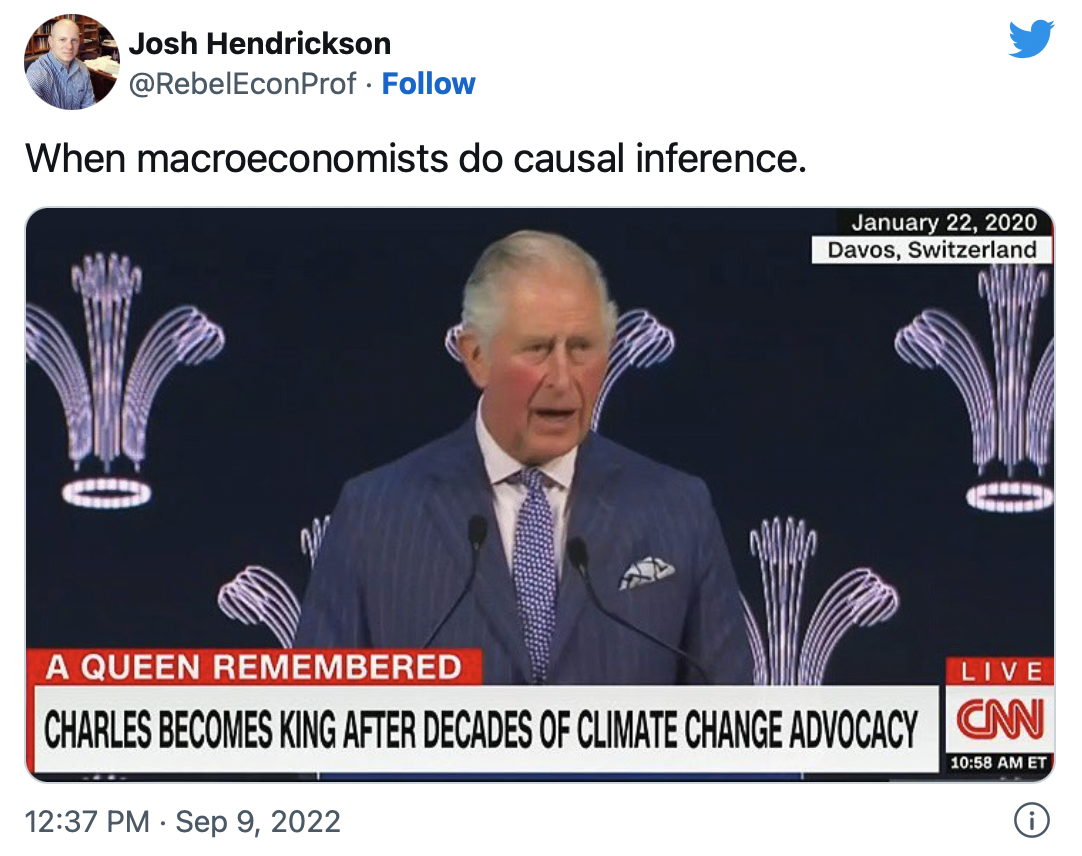 Josh Hendrickson
@RebelEconProf · Follow
When macroeconomists do causal inference.
January 22, 2020
Davos, Switzerland
A QUEEN REMEMBERED
CHARLES BECOMES KING AFTER DECADES OF CLIMATE CHANGE ADVOCACY
LIVE
CNN
10:58 AM ET
12:37 PM · Sep 9, 2022